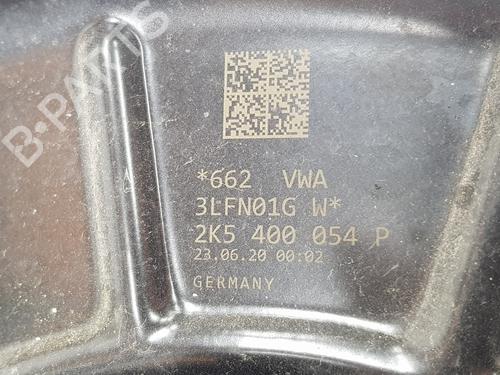 B-PARTS
*662 VWA
3LFN01G W*
2K5 400 054 P
23.06.20 00:02
GERMANY